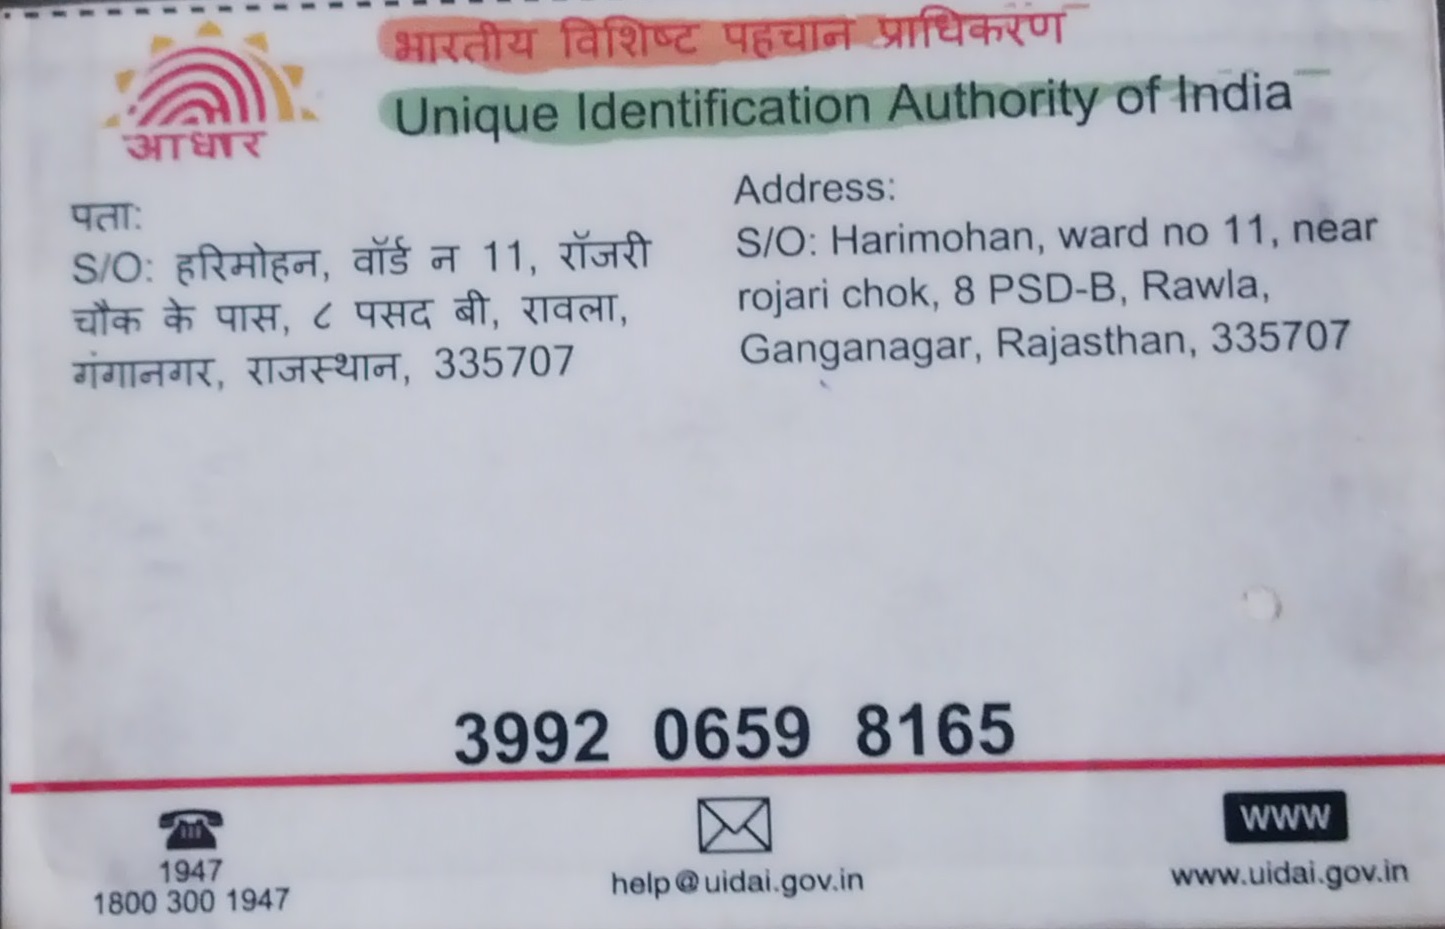 आधार
भारतीय विशिष्ट पहचान प्राधिकरण
Unique Identification Authority of India
पता:
S/O: हरिमोहन, वॉर्ड न 11, रॉजरी
चौक के पास, ८ पसद बी, रावला,
गंगानगर, राजस्थान, 335707
Address:
S/O: Harimohan, ward no 11, near
rojari chok, 8 PSD-B, Rawla,
Ganganagar, Rajasthan, 335707
3992 0659 8165
1947
1800 300 1947
help@uidai.gov.in
www
www.uidai.gov.in